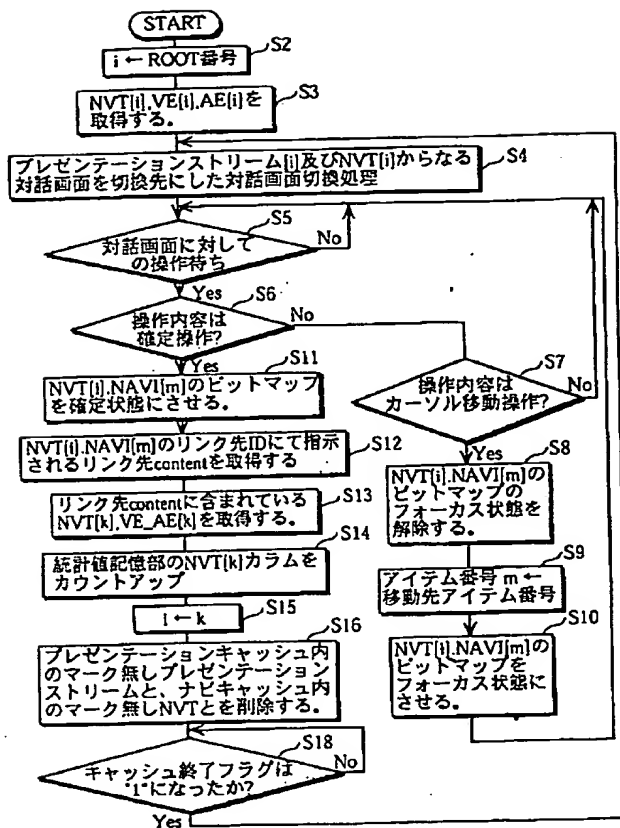 START
S2
i ← ROOT番号
S3
NVT[i],VE[i],AE[i]を
取得する。
S4
プレゼンテーションストリーム[i]及びNVT[i]からなる
対話画面を切換先にした対話画面切換処理
S5
対話画面に対して
の操作待ち
No
Yes
S6
操作内容は
確定操作?
No
Yes
S11
NVT[i].NAVI[m]のビットマップ
を確定状態にさせる。
S12
NVT[i].NAVI[m]のリンク先IDにて指示
されるリンク先contentを取得する
S13
リンク先contentに含まれている
NVT[k],VE_AE[k]を取得する。
S14
統計値記憶部のNVT[k]カラムを
カウントアップ
S15
i ← k
S16
プレゼンテーションキャッシュ内
のマーク無しプレゼンテーション
ストリームと、ナビキャッシュ内
のマーク無しNVTとを削除する。
S18
キャッシュ終了フラグは
"1"になったか?
No
Yes
S7
操作内容は
カーソル移動操作?
No
Yes
S8
NVT[i].NAVI[m]の
ビットマップの
フォーカス状態を
解除する。
S9
アイテム番号 m ←
移動先アイテム番号
S10
NVT[i].NAVI[m]の
ビットマップを
フォーカス状態に
させる。